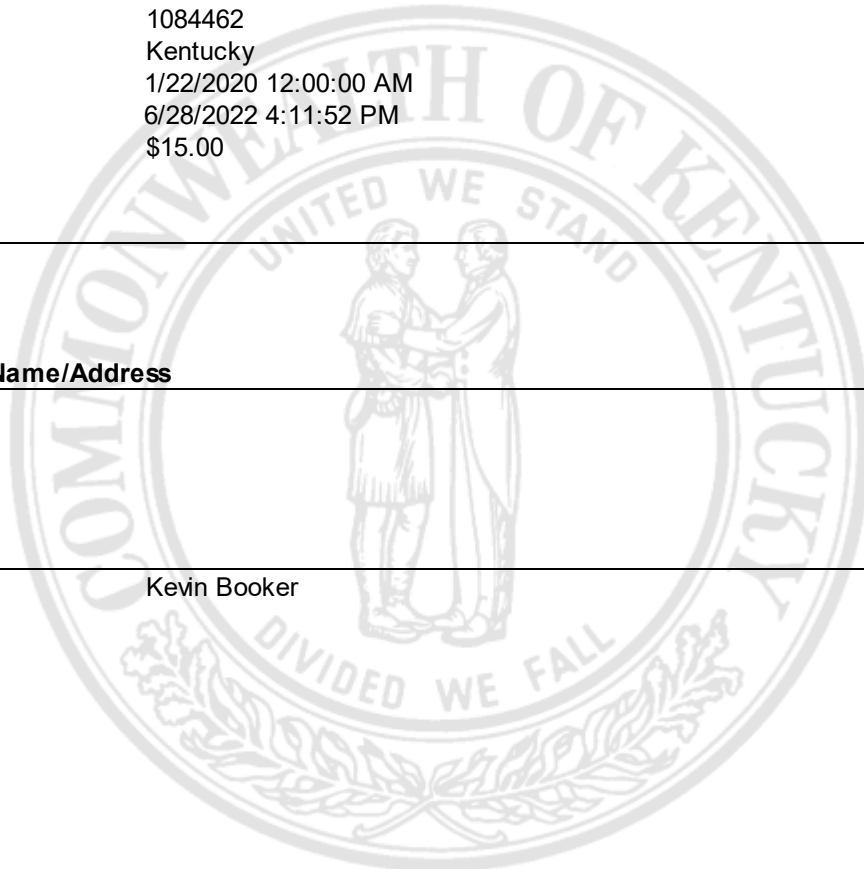 1084462
Kentucky
1/22/2020 12:00:00 AM
6/28/2022 4:11:52 PM
$15.00
COMMONWEALTH OF KENTUCKY
UNITED WE STAND
Name/Address
Kevin Booker
DIVIDED WE FALL